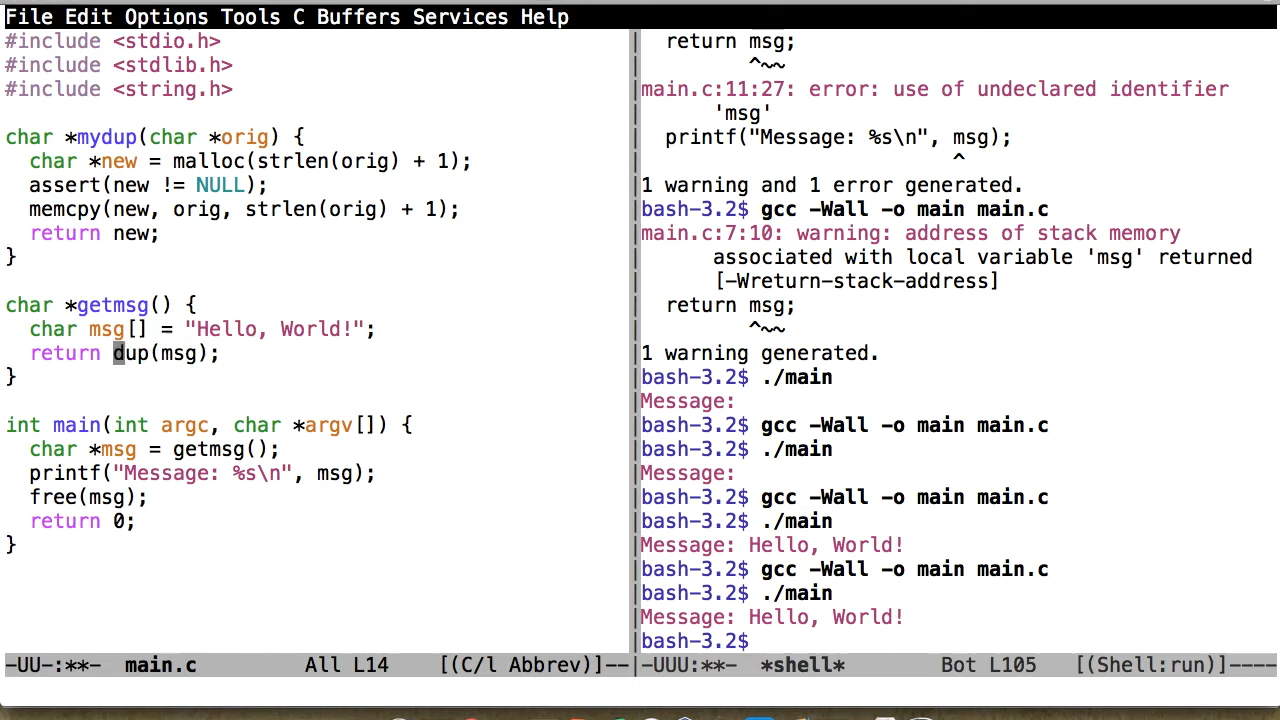 File Edit Options Tools C Buffers Services Help
#include <stdio.h>
#include <stdlib.h>
#include <string.h>

char *mydup(char *orig) {
  char *new = malloc(strlen(orig) + 1);
  assert(new != NULL);
  memcpy(new, orig, strlen(orig) + 1);
  return new;
}

char *getmsg() {
  char msg[] = "Hello, World!";
  return dup(msg);
}

int main(int argc, char *argv[]) {
  char *msg = getmsg();
  printf("Message: %s\n", msg);
  free(msg);
  return 0;
}
-UU-:**-  main.c         All L14    [(C/l Abbrev)]--
  return msg;
         ^~~
main.c:11:27: error: use of undeclared identifier
      'msg'
  printf("Message: %s\n", msg);
                          ^
1 warning and 1 error generated.
bash-3.2$ gcc -Wall -o main main.c
main.c:7:10: warning: address of stack memory
      associated with local variable 'msg' returned
      [-Wreturn-stack-address]
  return msg;
         ^~~
1 warning generated.
bash-3.2$ ./main
Message:
bash-3.2$ gcc -Wall -o main main.c
bash-3.2$ ./main
Message:
bash-3.2$ gcc -Wall -o main main.c
bash-3.2$ ./main
Message: Hello, World!
bash-3.2$ gcc -Wall -o main main.c
bash-3.2$ ./main
Message: Hello, World!
bash-3.2$
-UUU:**-  *shell*        Bot L105   [(Shell:run)]----